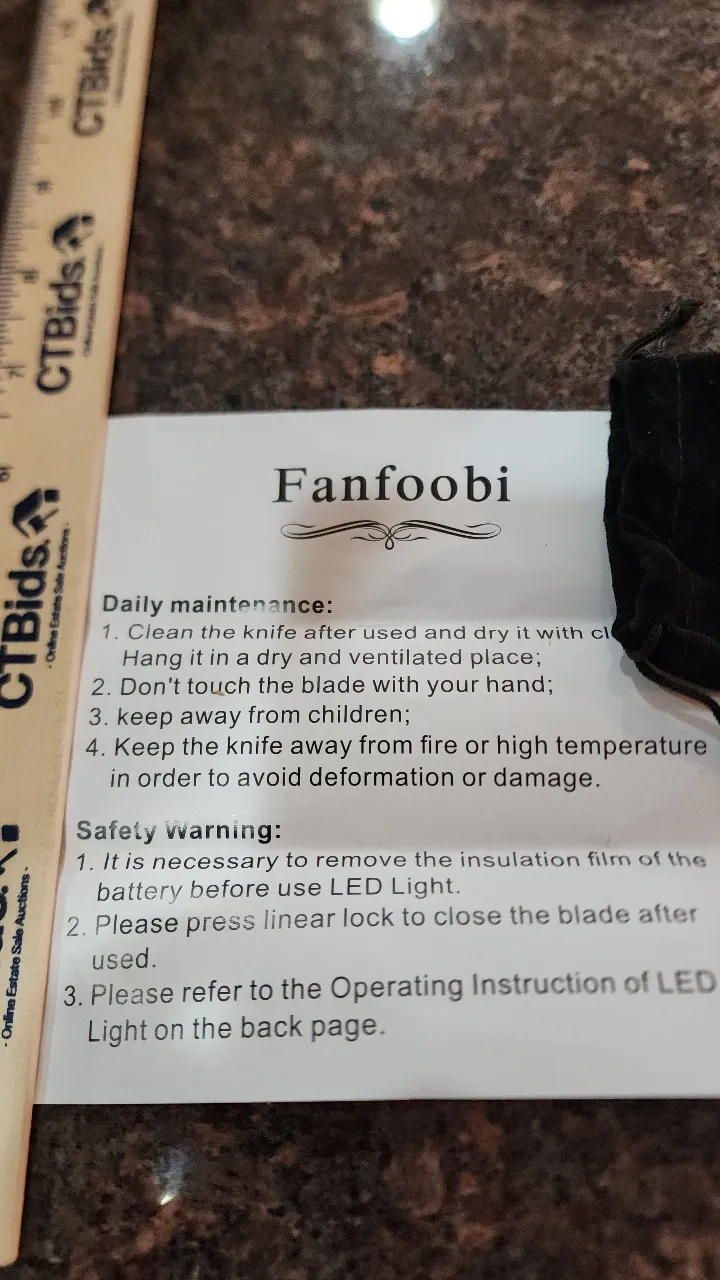 CTBids
CTBids
CTBids
- Online Estate Sale Auctions -
- Online Estate Sale Auctions -
Fanfoobi
Daily maintenance:
1. Clean the knife after used and dry it with
Hang it in a dry and ventilated place;
2. Don't touch the blade with your hand;
3. keep away from children;
4. Keep the knife away from fire or high temperature
in order to avoid deformation or damage.
Safety Warning:
1. It is necessary to remove the insulation film of the
battery before use LED Light.
2. Please press linear lock to close the blade after
used.
3. Please refer to the Operating Instruction of LED
Light on the back page.